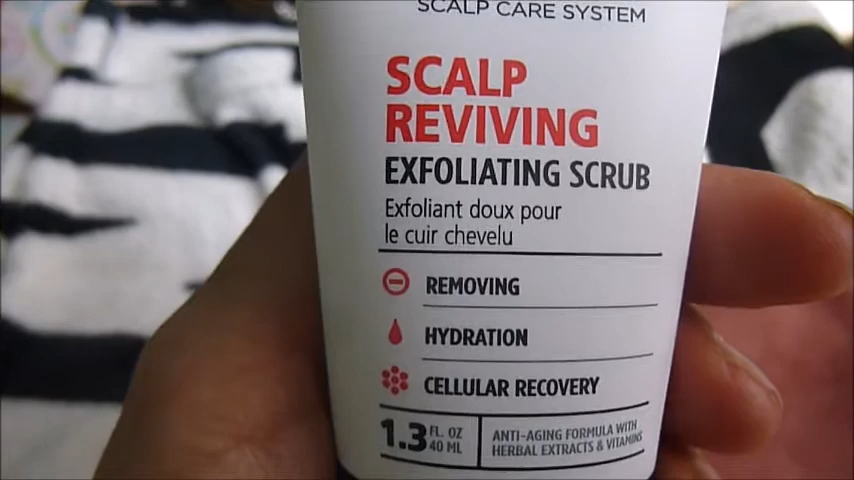 SCALP CARE SYSTEM
SCALP
REVIVING
EXFOLIATING SCRUB
Exfoliant doux pour
le cuir chevelu
REMOVING
HYDRATION
CELLULAR RECOVERY
1.3 FL. OZ
40 ML
ANTI-AGING FORMULA WITH
HERBAL EXTRACTS & VITAMINS